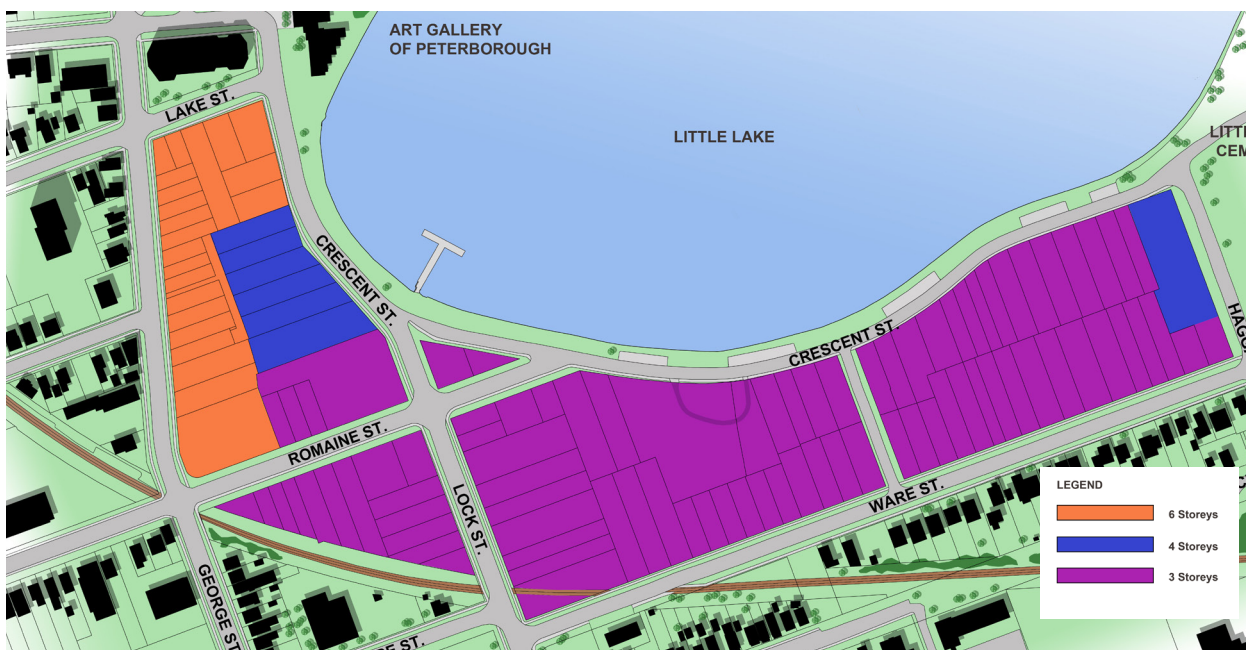 ART GALLERY
OF PETERBOROUGH
LAKE ST.
LITTLE LAKE
CRESCENT ST.
CRESCENT ST.
ROMAINE ST.
LOCK ST.
WARE ST.
GEORGE ST
LEGEND
6 Storeys
4 Storeys
3 Storeys